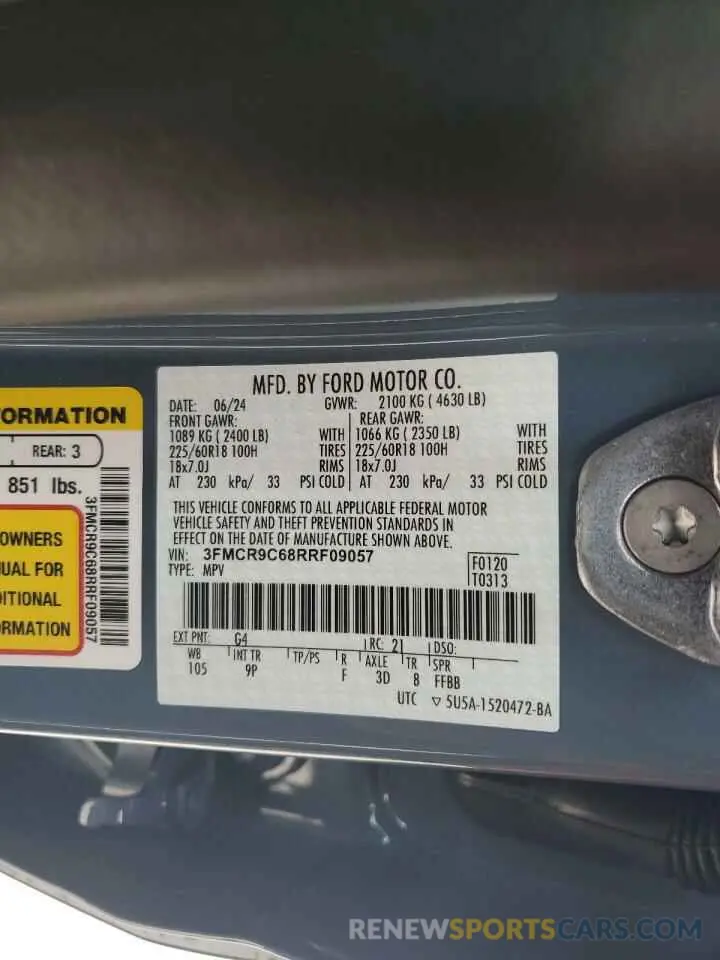 FORMATION
REAR: 3
851 lbs.
OWNERS
UAL FOR
DITIONAL
ORMATION
3FMCR9C68RRF09057
MFD. BY FORD MOTOR CO.
DATE: 06/24 GVWR: 2100 KG ( 4630 LB)
FRONT GAWR: REAR GAWR:
1089 KG ( 2400 LB) WITH 1066 KG ( 2350 LB) WITH
225/60R18 100H TIRES 225/60R18 100H TIRES
18x7.0J RIMS 18x7.0J RIMS
AT 230 kPa/ 33 PSI COLD AT 230 kPa/ 33 PSI COLD
THIS VEHICLE CONFORMS TO ALL APPLICABLE FEDERAL MOTOR
VEHICLE SAFETY AND THEFT PREVENTION STANDARDS IN
EFFECT ON THE DATE OF MANUFACTURE SHOWN ABOVE.
VIN: 3FMCR9C68RRF09057
TYPE: MPV
F0120
T0313
EXT PNT: G4 RC: 21 DSO:
WB INT TR TP/PS R AXLE TR SPR
105 9P F 3D 8 FFBB
UTC ▽ 5U5A-1520472-BA
RENEWSPORTSCARS.COM